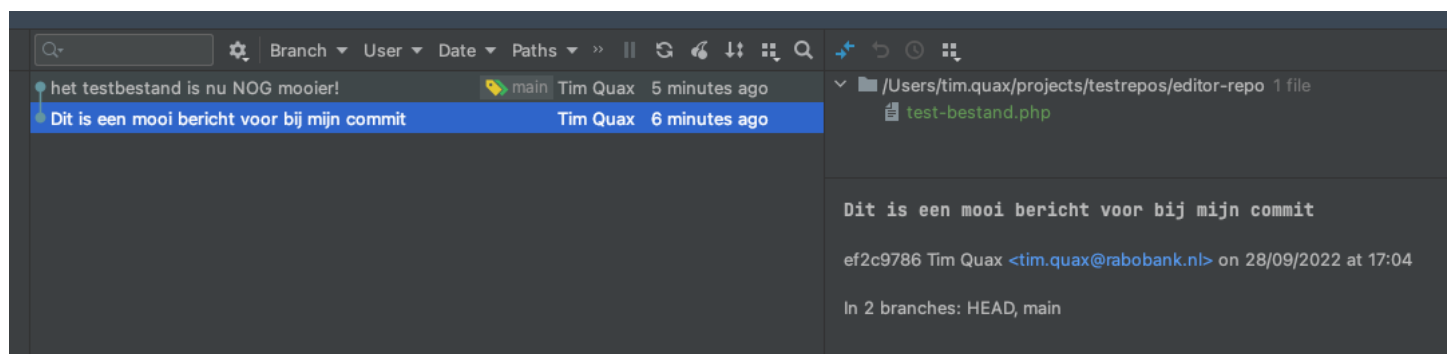 Branch User Date Paths
het testbestand is nu NOG mooier! main Tim Quax 5 minutes ago
Dit is een mooi bericht voor bij mijn commit Tim Quax 6 minutes ago
/Users/tim.quax/projects/testrepos/editor-repo 1 file
test-bestand.php
Dit is een mooi bericht voor bij mijn commit
ef2c9786 Tim Quax <tim.quax@rabobank.nl> on 28/09/2022 at 17:04
In 2 branches: HEAD, main